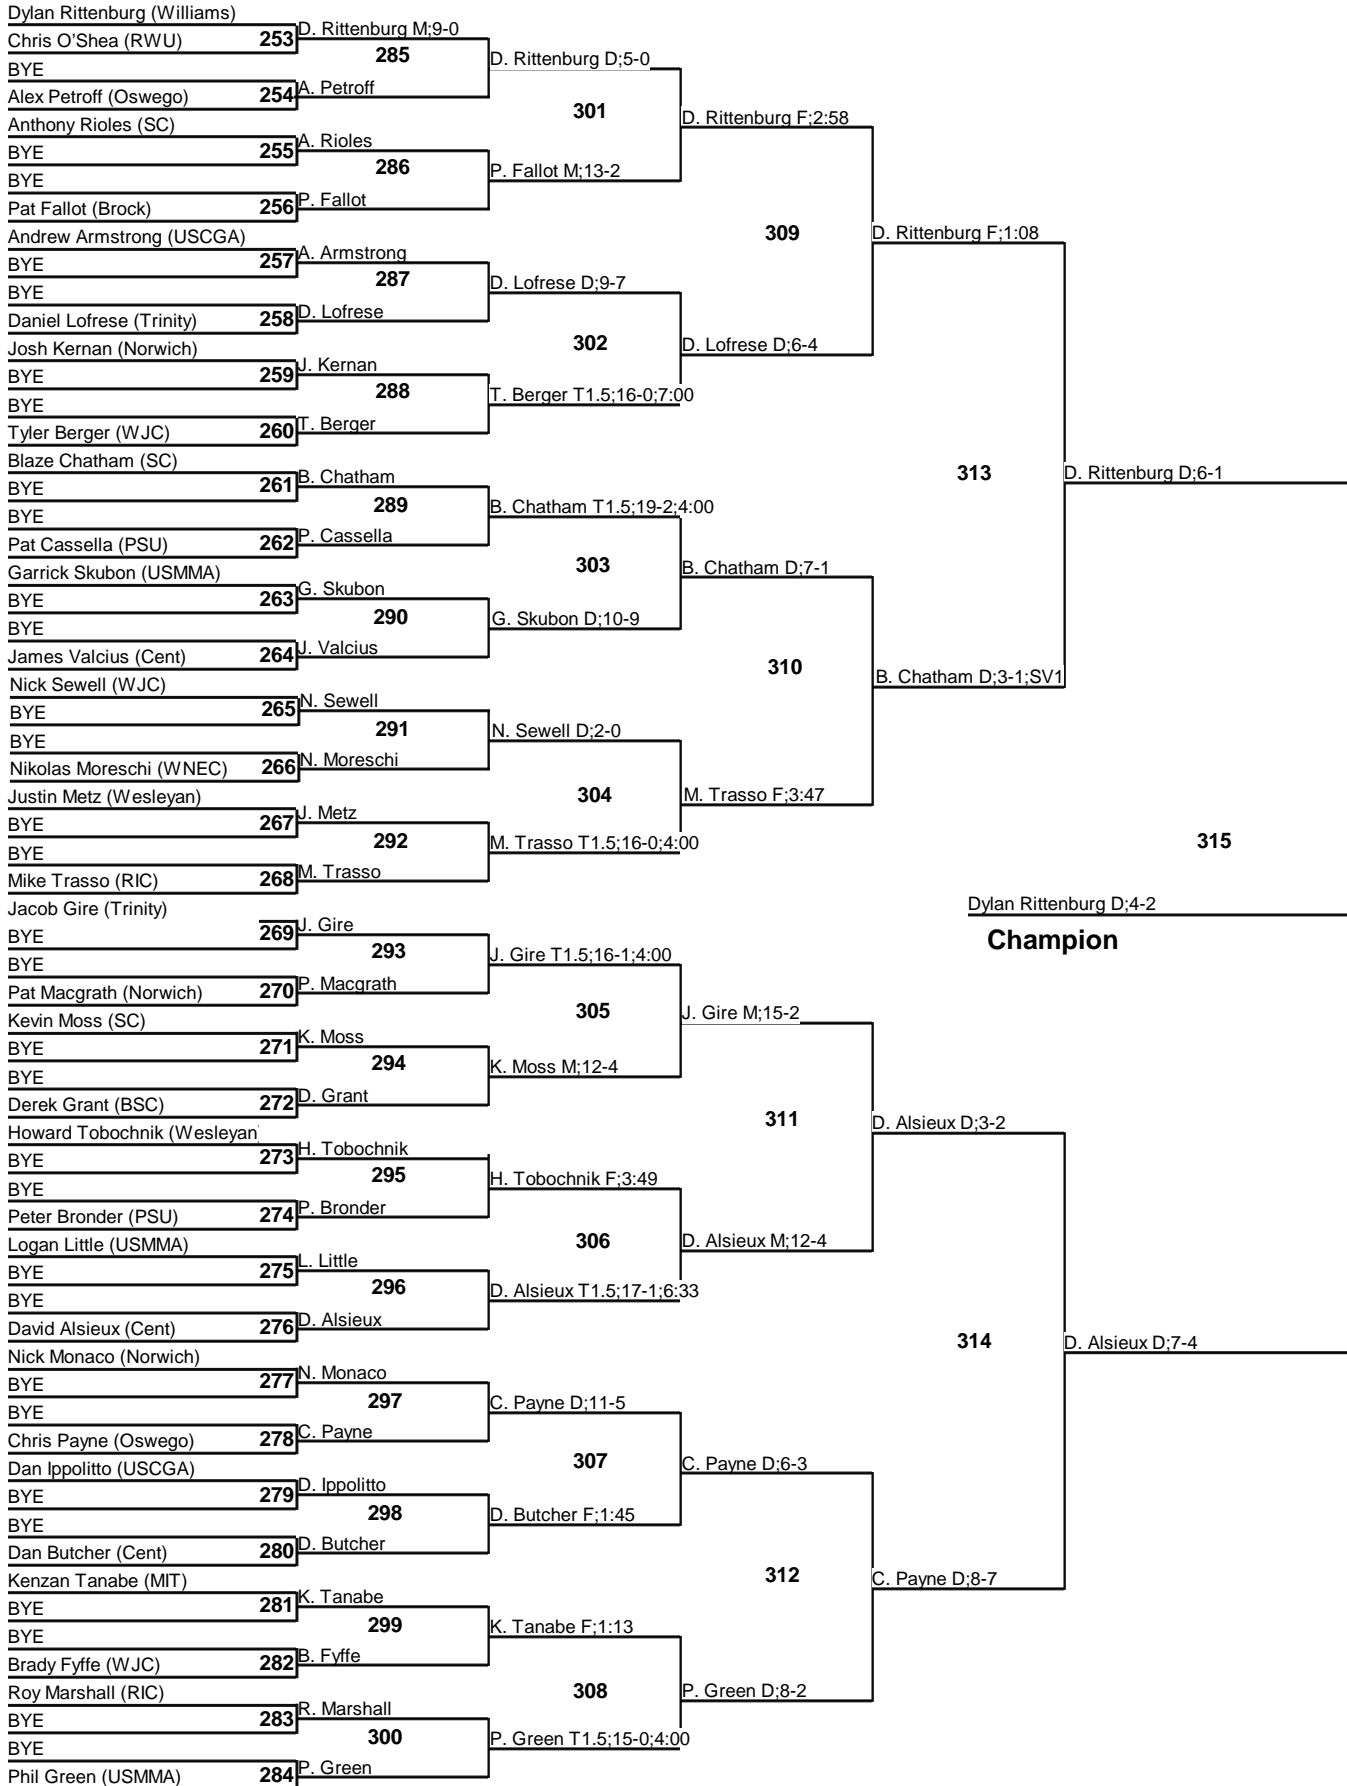 Dylan Rittenburg (Williams)
Chris O'Shea (RWU)
253
D. Rittenburg M;9-0
285
BYE
Alex Petroff (Oswego)
254
A. Petroff
D. Rittenburg D;5-0
301
Anthony Rioles (SC)
BYE
255
A. Rioles
286
BYE
Pat Fallot (Brock)
256
P. Fallot
P. Fallot M;13-2
D. Rittenburg F;2:58
309
Andrew Armstrong (USCGA)
BYE
257
A. Armstrong
287
BYE
Daniel Lofrese (Trinity)
258
D. Lofrese
D. Lofrese D;9-7
302
Josh Kernan (Norwich)
BYE
259
J. Kernan
288
BYE
Tyler Berger (WJC)
260
T. Berger
T. Berger T1.5;16-0;7:00
D. Lofrese D;6-4
D. Rittenburg F;1:08
313
Blaze Chatham (SC)
BYE
261
B. Chatham
289
BYE
Pat Cassella (PSU)
262
P. Cassella
B. Chatham T1.5;19-2;4:00
303
Garrick Skubon (USMMA)
BYE
263
G. Skubon
290
BYE
James Valcius (Cent)
264
J. Valcius
G. Skubon D;10-9
B. Chatham D;7-1
310
Nick Sewell (WJC)
BYE
265
N. Sewell
291
BYE
Nikolas Moreschi (WNEC)
266
N. Moreschi
N. Sewell D;2-0
304
Justin Metz (Wesleyan)
BYE
267
J. Metz
292
BYE
Mike Trasso (RIC)
268
M. Trasso
M. Trasso T1.5;16-0;4:00
M. Trasso F;3:47
B. Chatham D;3-1;SV1
D. Rittenburg D;6-1
315
Dylan Rittenburg D;4-2
Champion
Jacob Gire (Trinity)
BYE
269
J. Gire
293
BYE
Pat Macgrath (Norwich)
270
P. Macgrath
J. Gire T1.5;16-1;4:00
305
Kevin Moss (SC)
BYE
271
K. Moss
294
BYE
Derek Grant (BSC)
272
D. Grant
K. Moss M;12-4
J. Gire M;15-2
311
Howard Tobochnik (Wesleyan)
BYE
273
H. Tobochnik
295
BYE
Peter Bronder (PSU)
274
P. Bronder
H. Tobochnik F;3:49
306
Logan Little (USMMA)
BYE
275
L. Little
296
BYE
David Alsieux (Cent)
276
D. Alsieux
D. Alsieux T1.5;17-1;6:33
D. Alsieux M;12-4
D. Alsieux D;3-2
314
Nick Monaco (Norwich)
BYE
277
N. Monaco
297
BYE
Chris Payne (Oswego)
278
C. Payne
C. Payne D;11-5
307
Dan Ippolitto (USCGA)
BYE
279
D. Ippolitto
298
BYE
Dan Butcher (Cent)
280
D. Butcher
D. Butcher F;1:45
C. Payne D;6-3
312
Kenzan Tanabe (MIT)
BYE
281
K. Tanabe
299
BYE
Brady Fyffe (WJC)
282
B. Fyffe
K. Tanabe F;1:13
308
Roy Marshall (RIC)
BYE
283
R. Marshall
300
BYE
Phil Green (USMMA)
284
P. Green
P. Green T1.5;15-0;4:00
P. Green D;8-2
C. Payne D;8-7
D. Alsieux D;7-4